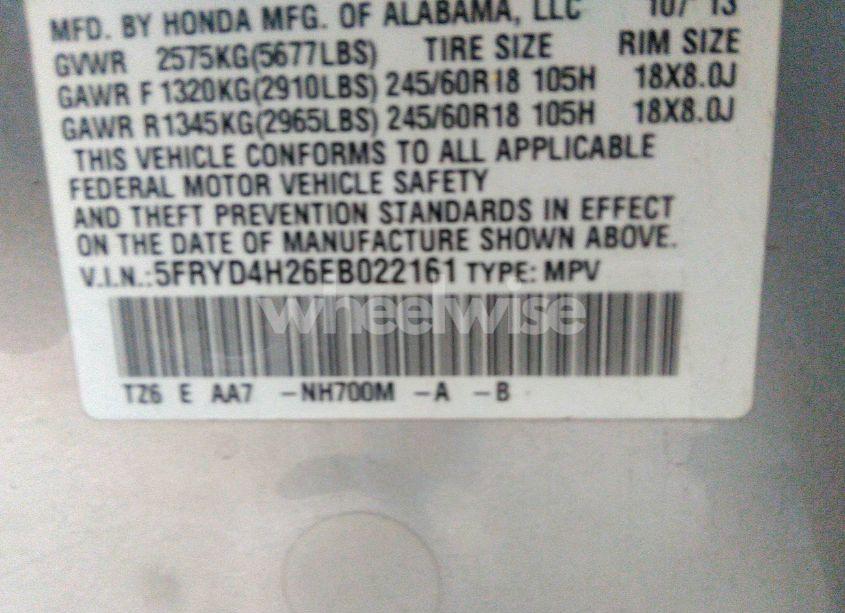 MFD. BY HONDA MFG. OF ALABAMA, LLC 10/ 13
GVWR 2575KG(5677LBS) TIRE SIZE RIM SIZE
GAWR F 1320KG(2910LBS) 245/60R18 105H 18X8.0J
GAWR R 1345KG(2965LBS) 245/60R18 105H 18X8.0J
THIS VEHICLE CONFORMS TO ALL APPLICABLE
FEDERAL MOTOR VEHICLE SAFETY
AND THEFT PREVENTION STANDARDS IN EFFECT
ON THE DATE OF MANUFACTURE SHOWN ABOVE.
V.I.N.:5FRYD4H26EB022161 TYPE: MPV
wheelwise
TZ6 E AA7 -NH700M -A -B